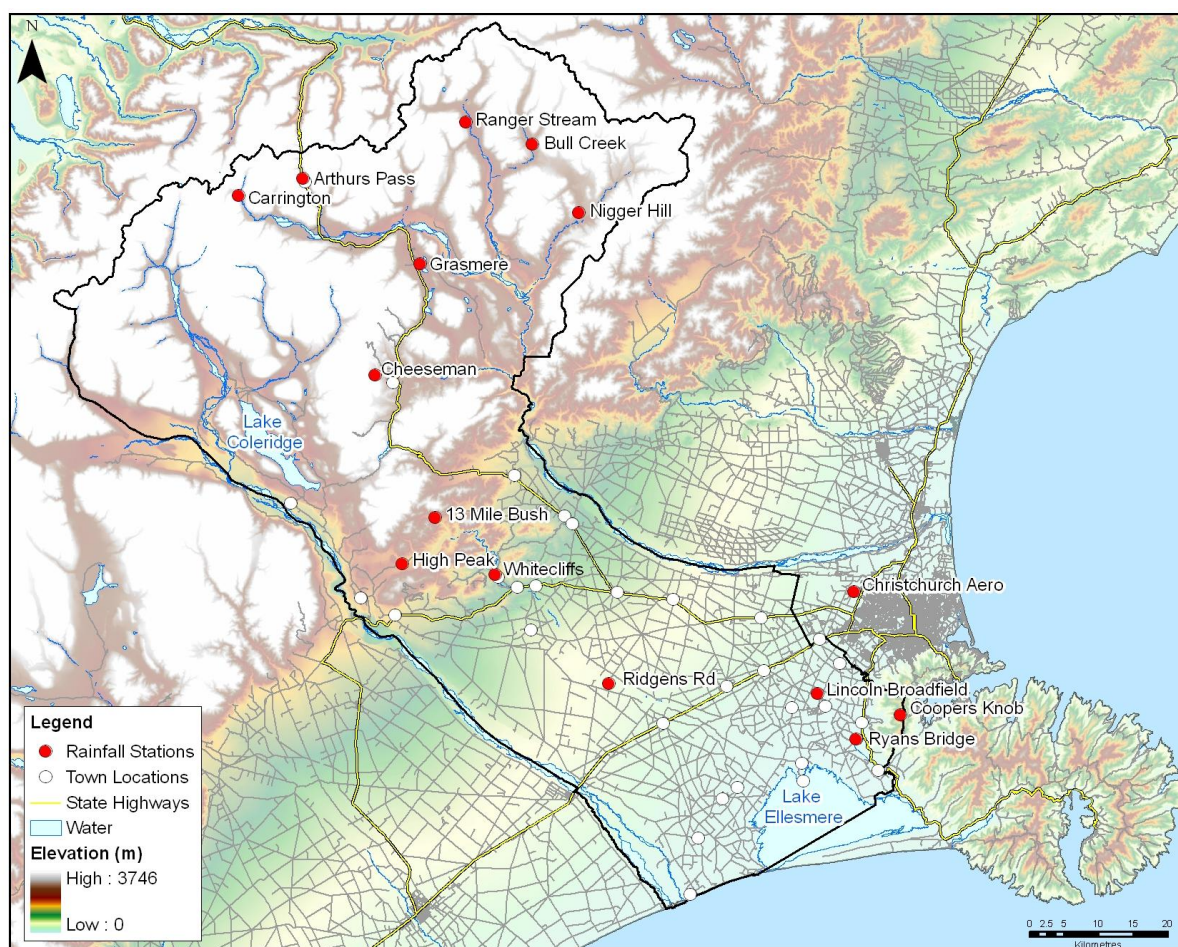 N
Ranger Stream
Bull Creek
Arthurs Pass
Carrington
Nigger Hill
Grasmere
Cheeseman
Lake
Coleridge
13 Mile Bush
High Peak
Whitecliffs
Christchurch Aero
Ridgens Rd
Lincoln Broadfield
Coopers Knob
Ryans Bridge
Lake
Ellesmere
Legend
Rainfall Stations
Town Locations
State Highways
Water
Elevation (m)
High : 3746
Low : 0
0 2.5 5 10 15 20
Kilometres